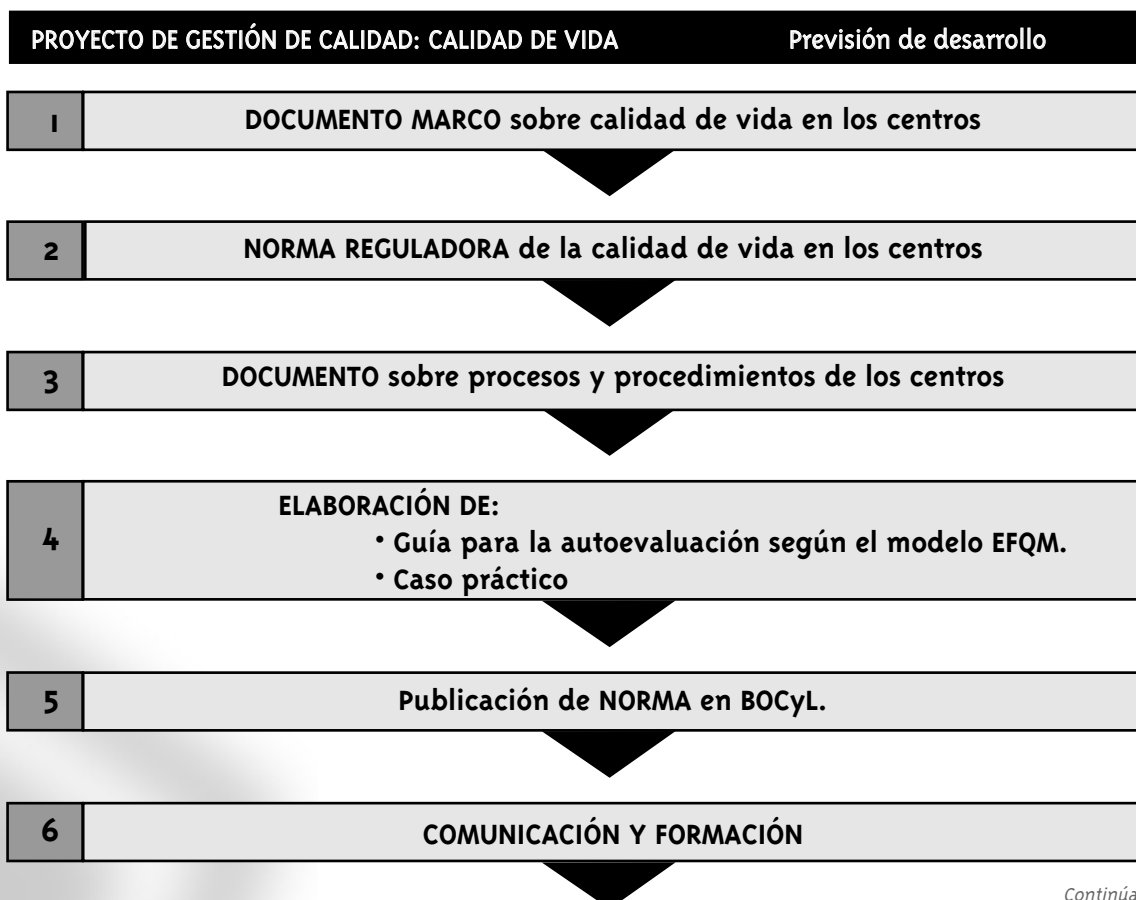 PROYECTO DE GESTIÓN DE CALIDAD: CALIDAD DE VIDA Previsión de desarrollo
1 DOCUMENTO MARCO sobre calidad de vida en los centros
2 NORMA REGULADORA de la calidad de vida en los centros
3 DOCUMENTO sobre procesos y procedimientos de los centros
ELABORACIÓN DE:
4 • Guía para la autoevaluación según el modelo EFQM.
• Caso práctico
5 Publicación de NORMA en BOCyL.
6 COMUNICACIÓN Y FORMACIÓN
Continúa